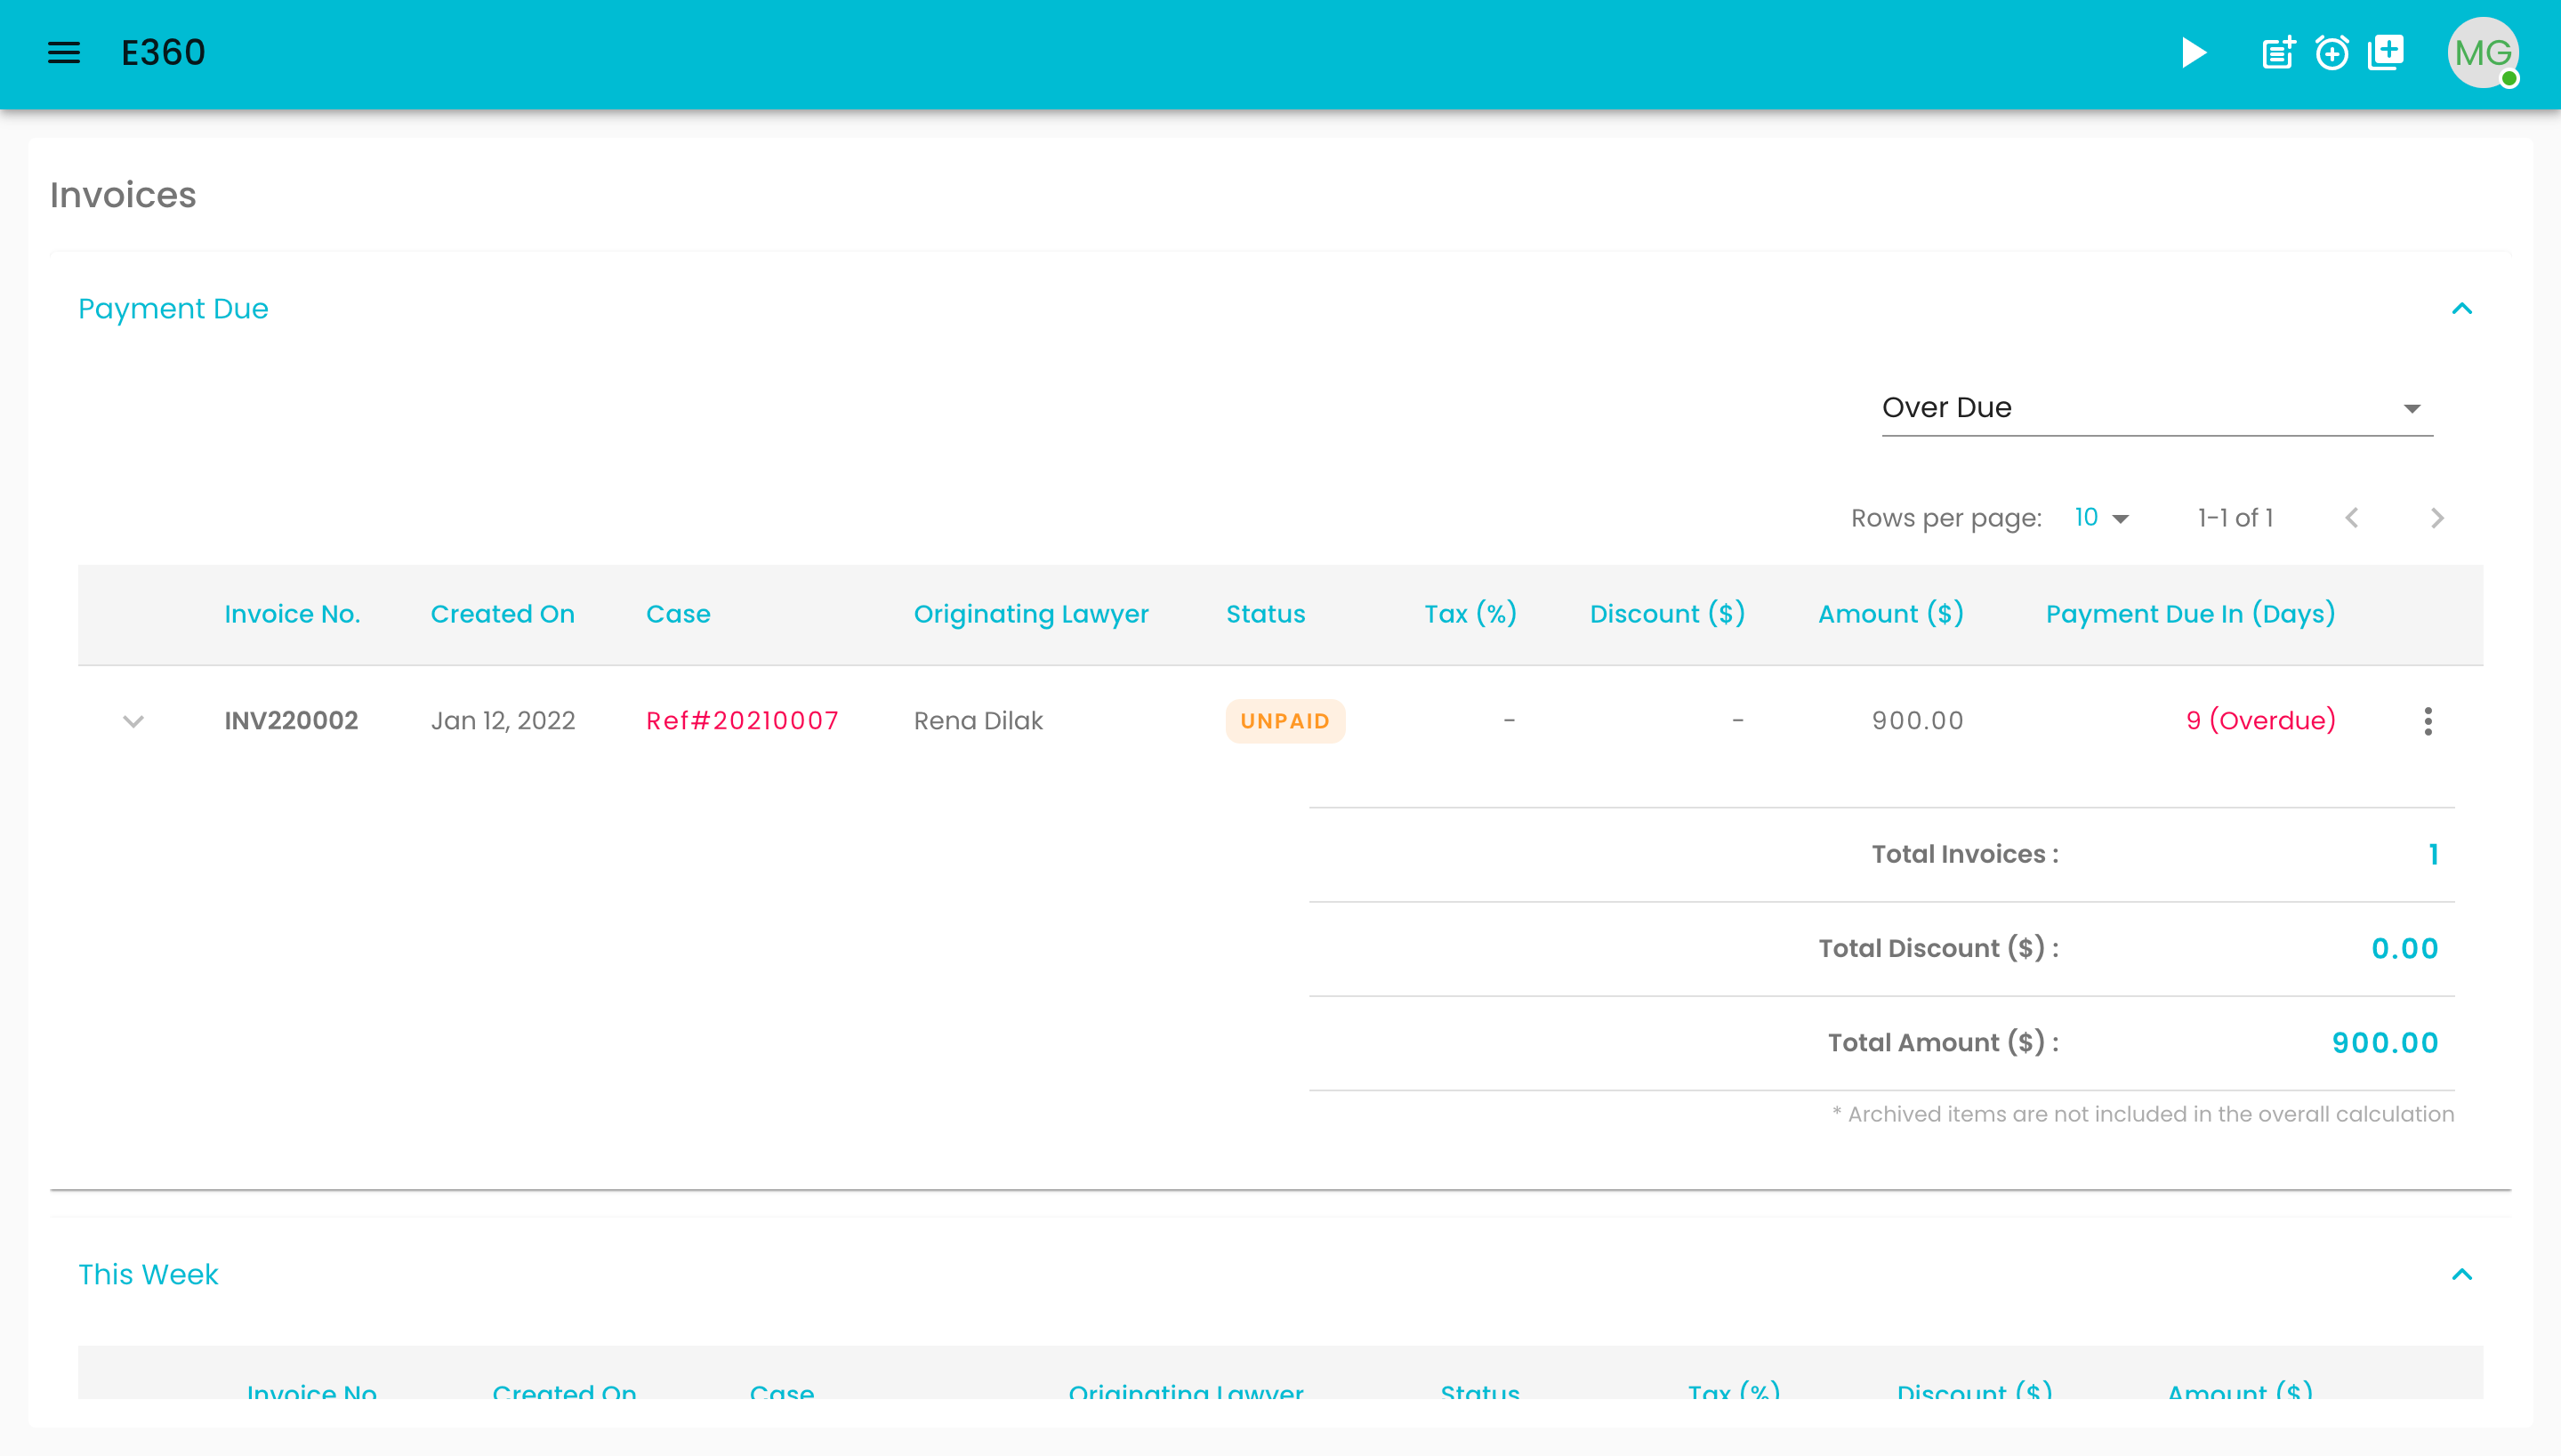 E360
MG
Invoices
Payment Due
Over Due
Rows per page: 10 1-1 of 1
Invoice No. Created On Case Originating Lawyer Status Tax (%) Discount ($) Amount ($) Payment Due In (Days)
INV220002 Jan 12, 2022 Ref#20210007 Rena Dilak UNPAID - - 900.00 9 (Overdue)
Total Invoices : 1
Total Discount ($) : 0.00
Total Amount ($) : 900.00
* Archived items are not included in the overall calculation
This Week
Invoice No Created On Case Originating Lawyer Status Tax (%) Discount ($) Amount ($)